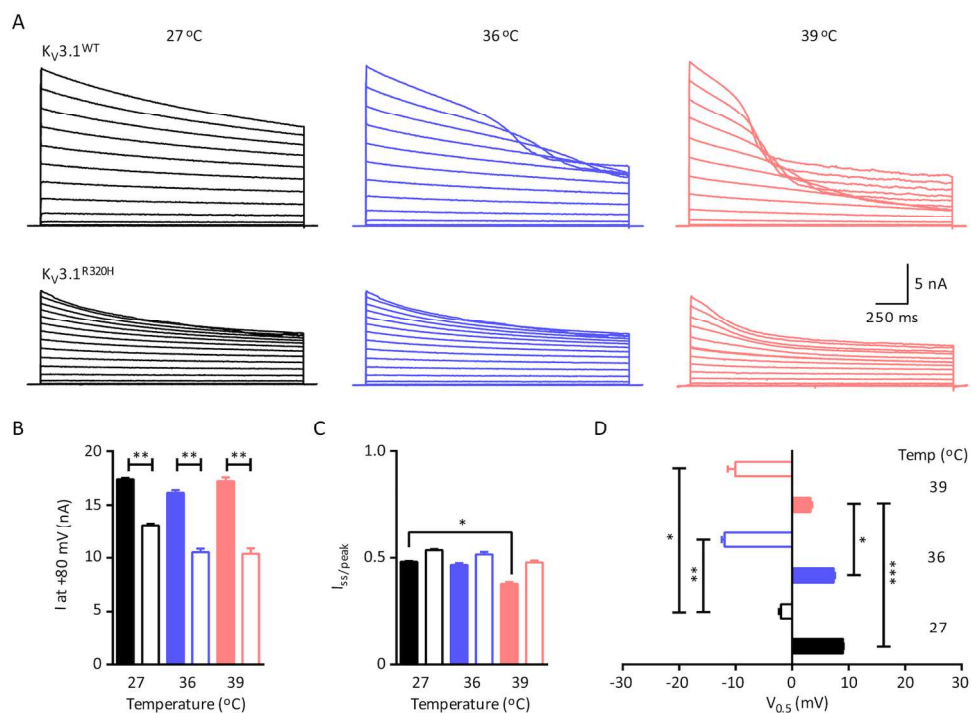 A
27 °C
36 °C
39 °C
KV3.1WT
KV3.1R320H
5 nA
250 ms
B
I at +80 mV (nA)
20
15
10
5
0
** ** **
27 36 39
Temperature (°C)
C
Iss/peak
1.0
0.5
0.0
*
27 36 39
Temperature (°C)
D
Temp (°C)
39
36
27
*
**
*
***
-30 -20 -10 0 10 20 30
V0.5 (mV)